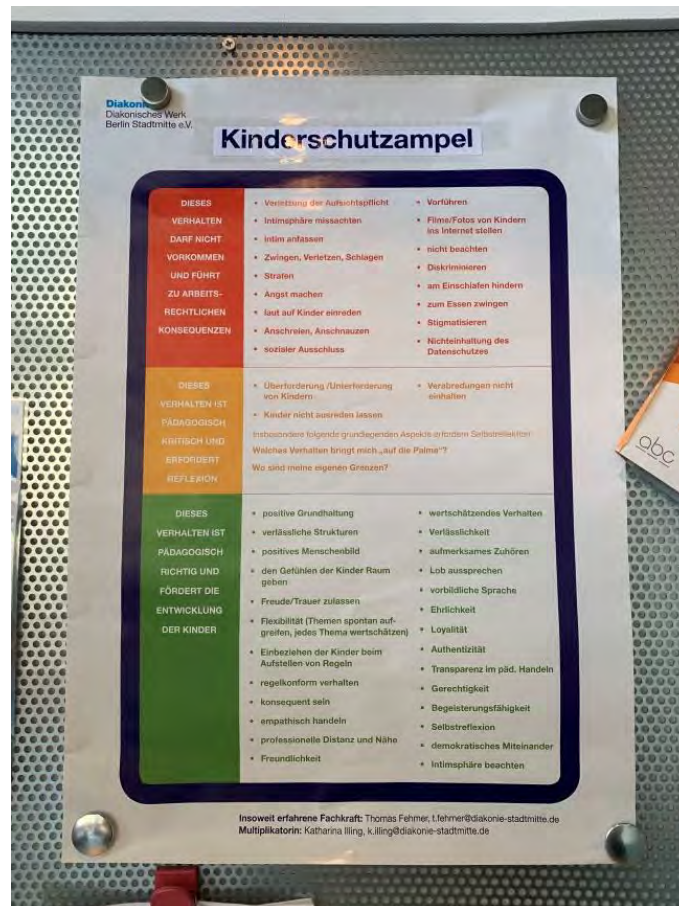 Diakonie
Diakonisches Werk
Berlin Stadtmitte e.V.
Kinderschutzampel
DIESES
VERHALTEN
DARF NICHT
VORKOMMEN
UND FÜHRT
ZU ARBEITS-
RECHTLICHEN
KONSEQUENZEN
• Verletzung der Aufsichtspflicht
• Intimsphäre missachten
• intim anfassen
• Zwingen, Verletzen, Schlagen
• Strafen
• Angst machen
• laut auf Kinder einreden
• Anschreien, Anschnauzen
• sozialer Ausschluss
• Vorführen
• Filme/Fotos von Kindern
ins Internet stellen
• nicht beachten
• Diskriminieren
• am Einschlafen hindern
• zum Essen zwingen
• Stigmatisieren
• Nichteinhaltung des
Datenschutzes
DIESES
VERHALTEN IST
PÄDAGOGISCH
KRITISCH UND
ERFORDERT
REFLEXION
• Überforderung /Unterforderung
von Kindern
• Kinder nicht ausreden lassen
• Verabredungen nicht
einhalten
Insbesondere folgende grundlegenden Aspekte erfordern Selbstreflektion:
Welches Verhalten bringt mich „auf die Palme“?
Wo sind meine eigenen Grenzen?
DIESES
VERHALTEN IST
PÄDAGOGISCH
RICHTIG UND
FÖRDERT DIE
ENTWICKLUNG
DER KINDER
• positive Grundhaltung
• verlässliche Strukturen
• positives Menschenbild
• den Gefühlen der Kinder Raum
geben
• Freude/Trauer zulassen
• Flexibilität (Themen spontan auf-
greifen, jedes Thema wertschätzen)
• Einbeziehen der Kinder beim
Aufstellen von Regeln
• regelkonform verhalten
• konsequent sein
• empathisch handeln
• professionelle Distanz und Nähe
• Freundlichkeit
• wertschätzendes Verhalten
• Verlässlichkeit
• aufmerksames Zuhören
• Lob aussprechen
• vorbildliche Sprache
• Ehrlichkeit
• Loyalität
• Authentizität
• Transparenz im päd. Handeln
• Gerechtigkeit
• Begeisterungsfähigkeit
• Selbstreflexion
• demokratisches Miteinander
• Intimsphäre beachten
Insoweit erfahrene Fachkraft: Thomas Fehmer, t.fehmer@diakonie-stadtmitte.de
Multiplikatorin: Katharina Illing, k.illing@diakonie-stadtmitte.de
abc